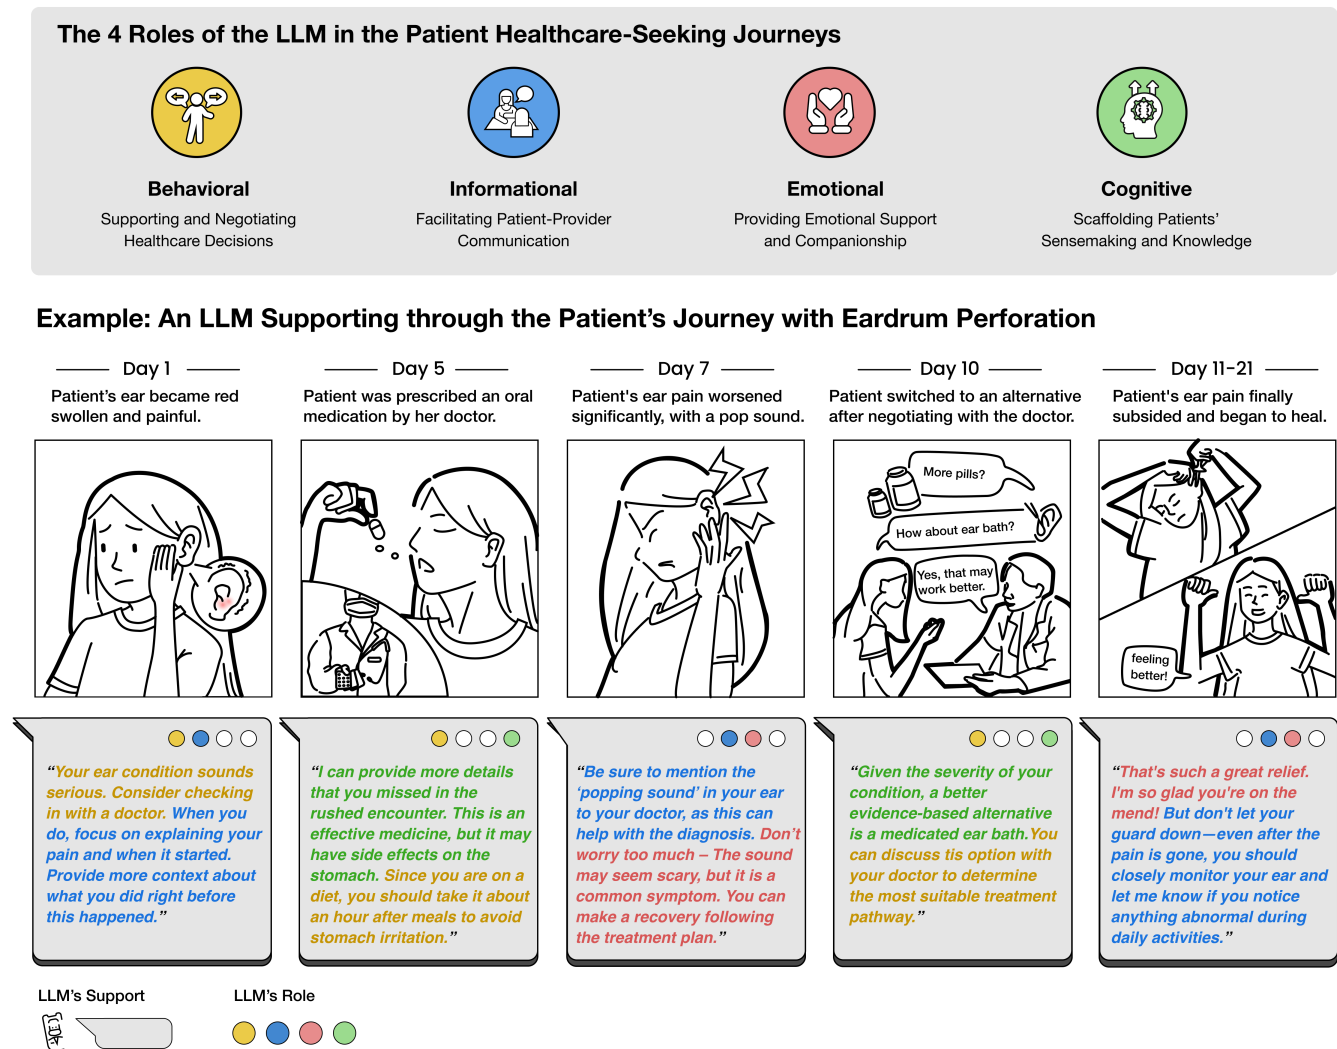 The 4 Roles of the LLM in the Patient Healthcare-Seeking Journeys
Behavioral
Supporting and Negotiating
Healthcare Decisions
Informational
Facilitating Patient-Provider
Communication
Emotional
Providing Emotional Support
and Companionship
Cognitive
Scaffolding Patients’
Sensemaking and Knowledge
Example: An LLM Supporting through the Patient’s Journey with Eardrum Perforation
Day 1
Patient’s ear became red
swollen and painful.
Day 5
Patient was prescribed an oral
medication by her doctor.
Day 7
Patient's ear pain worsened
significantly, with a pop sound.
Day 10
Patient switched to an alternative
after negotiating with the doctor.
Day 11-21
Patient's ear pain finally
subsided and began to heal.
More pills?
How about ear bath?
Yes, that may
work better.
feeling
better!
“Your ear condition sounds
serious. Consider checking
in with a doctor. When you
do, focus on explaining your
pain and when it started.
Provide more context about
what you did right before
this happened.”
“I can provide more details
that you missed in the
rushed encounter. This is an
effective medicine, but it may
have side effects on the
stomach. Since you are on a
diet, you should take it about
an hour after meals to avoid
stomach irritation.”
“Be sure to mention the
‘popping sound’ in your ear
to your doctor, as this can
help with the diagnosis. Don’t
worry too much – The sound
may seem scary, but it is a
common symptom. You can
make a recovery following
the treatment plan.”
“Given the severity of your
condition, a better
evidence-based alternative
is a medicated ear bath.You
can discuss tis option with
your doctor to determine
the most suitable treatment
pathway.”
“That’s such a great relief.
I'm so glad you're on the
mend! But don't let your
guard down—even after the
pain is gone, you should
closely monitor your ear and
let me know if you notice
anything abnormal during
daily activities.”
LLM’s Support
LLM’s Role